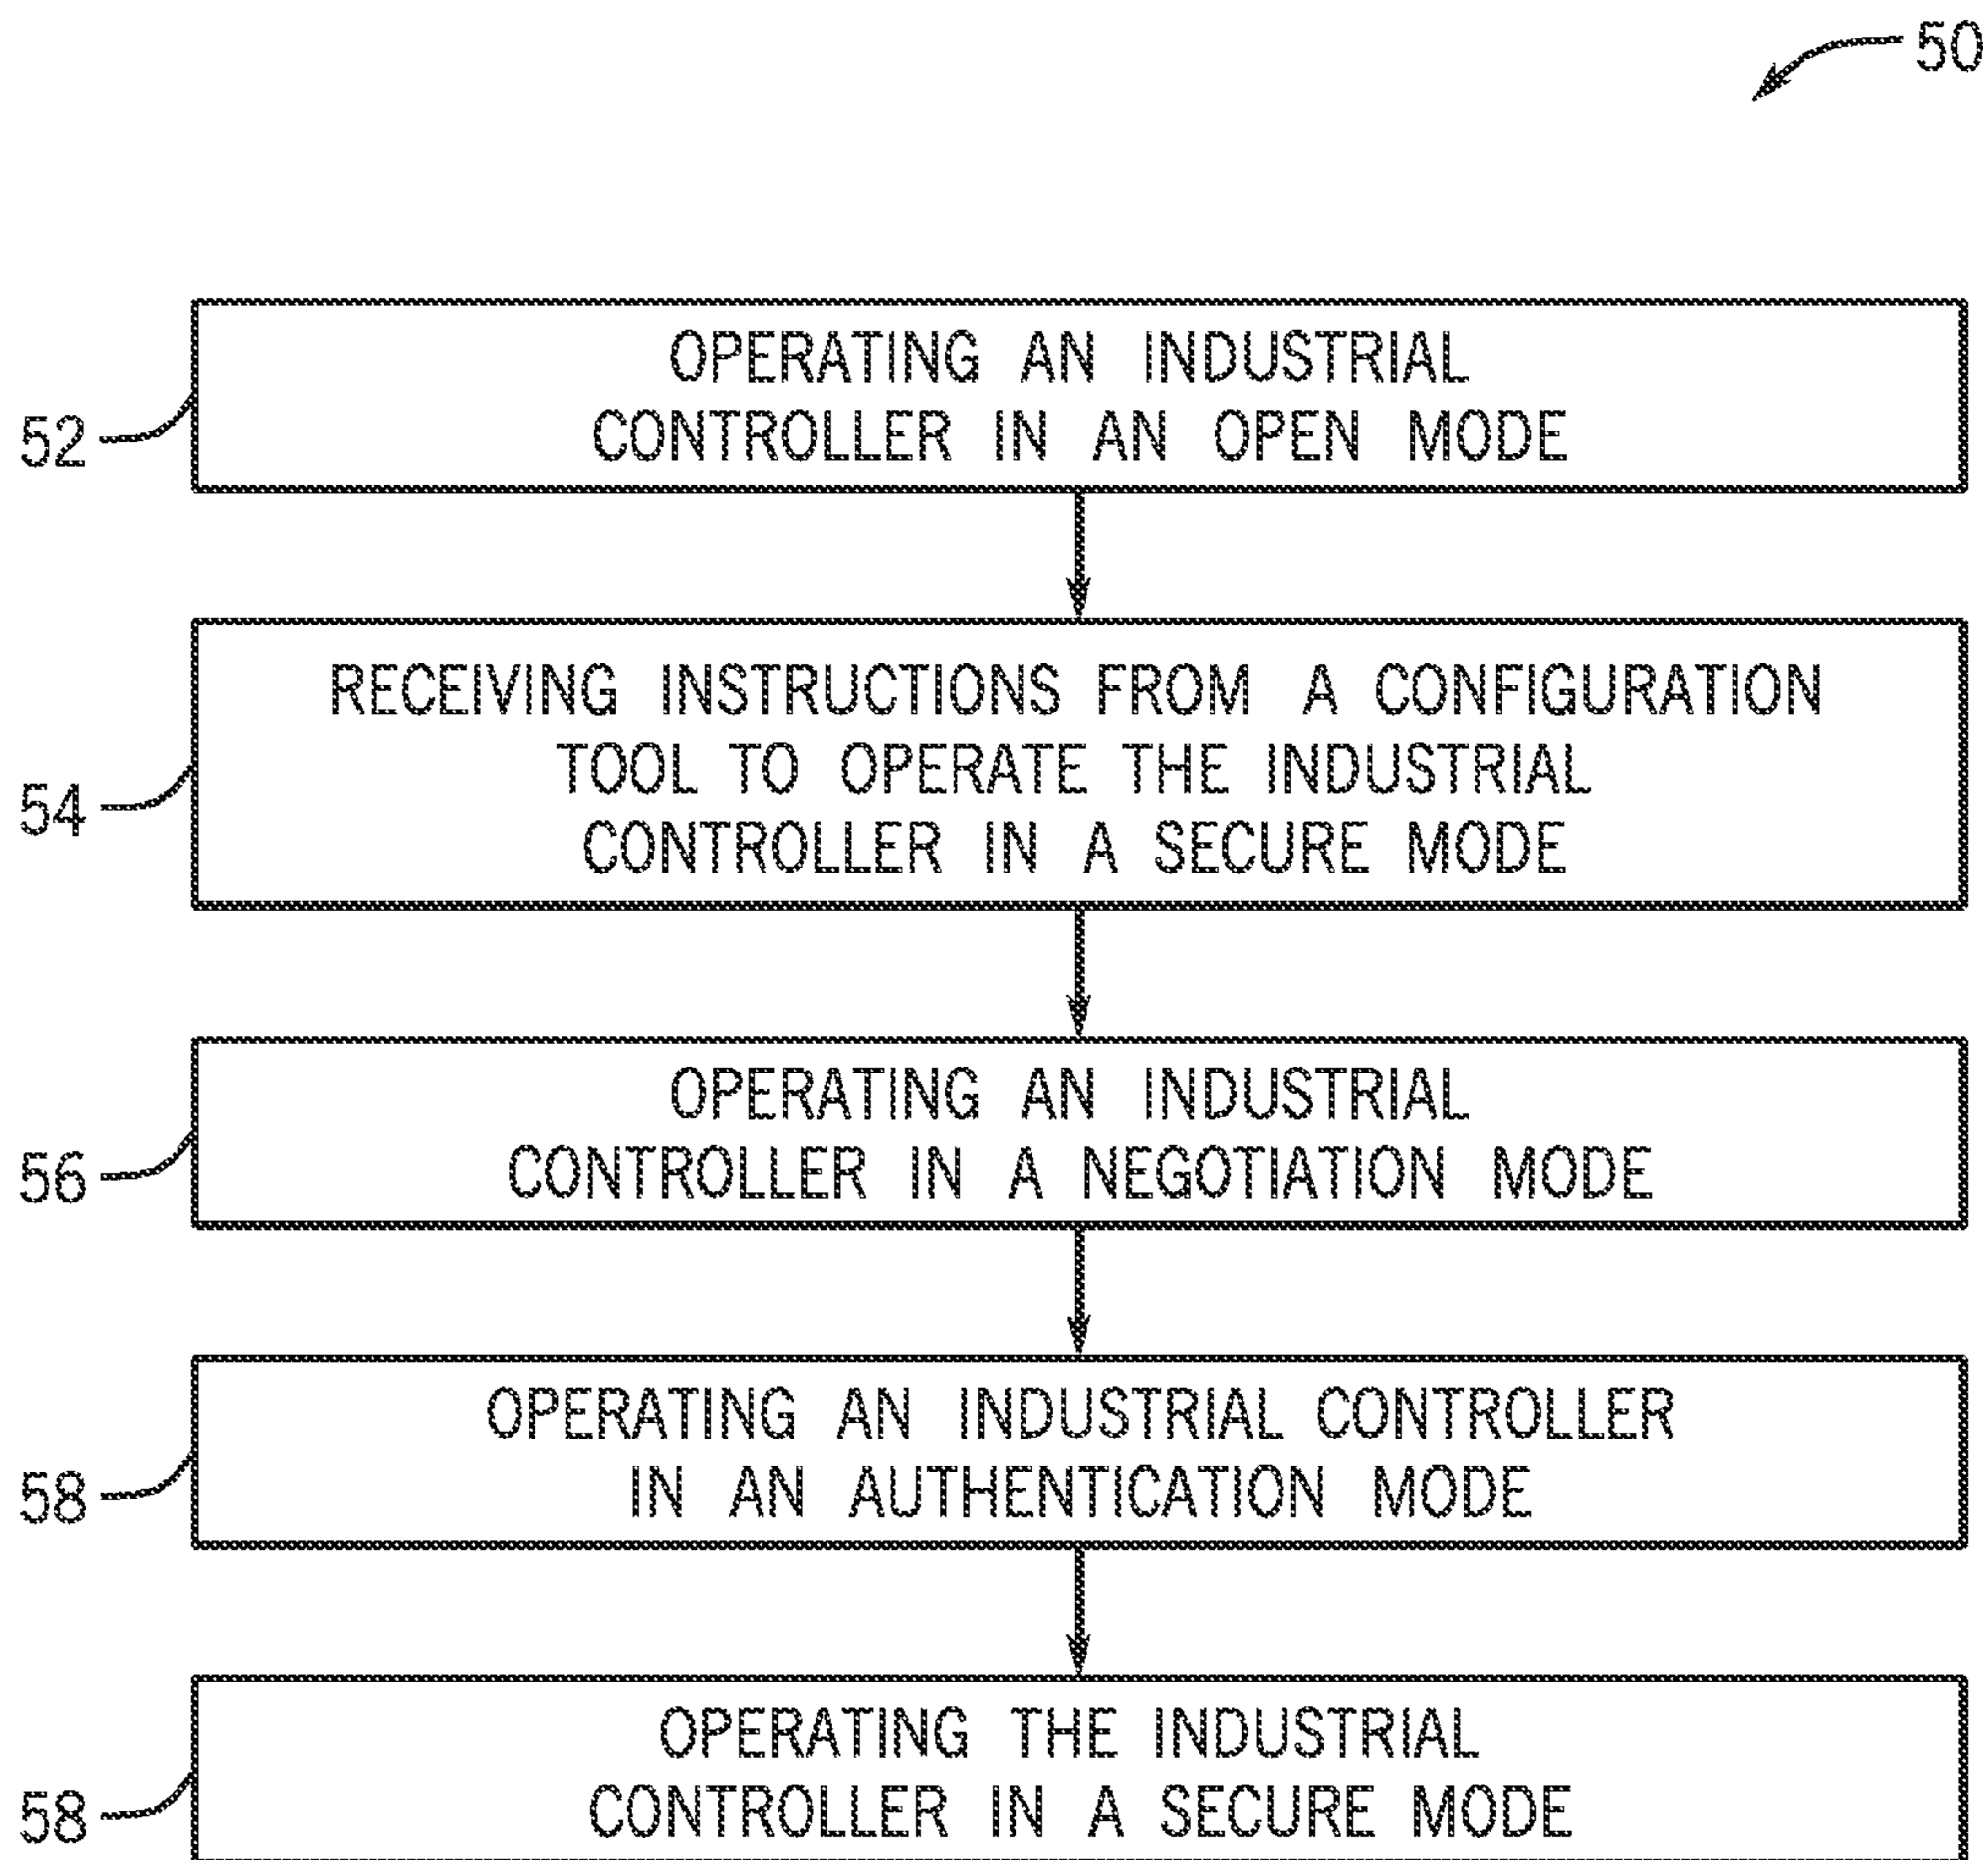 50
OPERATING AN INDUSTRIAL
CONTROLLER IN AN OPEN MODE
52
RECEIVING INSTRUCTIONS FROM A CONFIGURATION
TOOL TO OPERATE THE INDUSTRIAL
CONTROLLER IN A SECURE MODE
54
OPERATING AN INDUSTRIAL
CONTROLLER IN A NEGOTIATION MODE
56
OPERATING AN INDUSTRIAL CONTROLLER
IN AN AUTHENTICATION MODE
58
OPERATING THE INDUSTRIAL
CONTROLLER IN A SECURE MODE
58